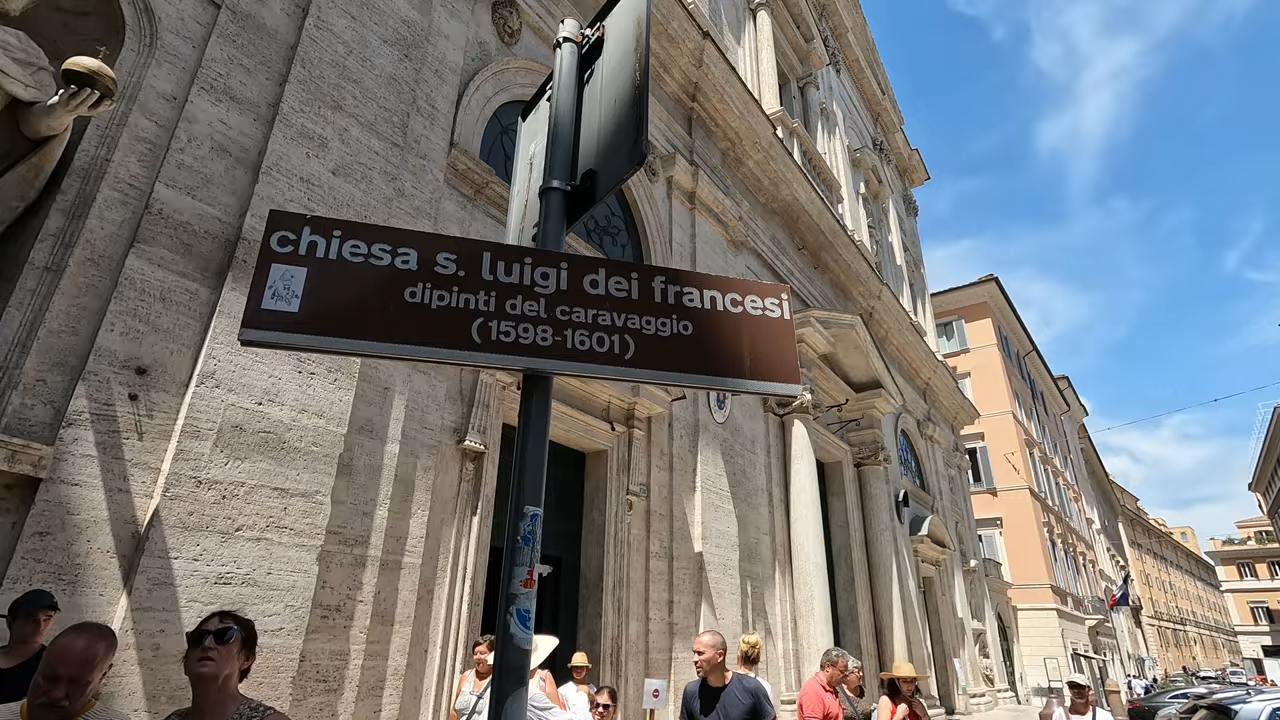 chiesa s. luigi dei francesi
dipinti del caravaggio
(1598-1601)